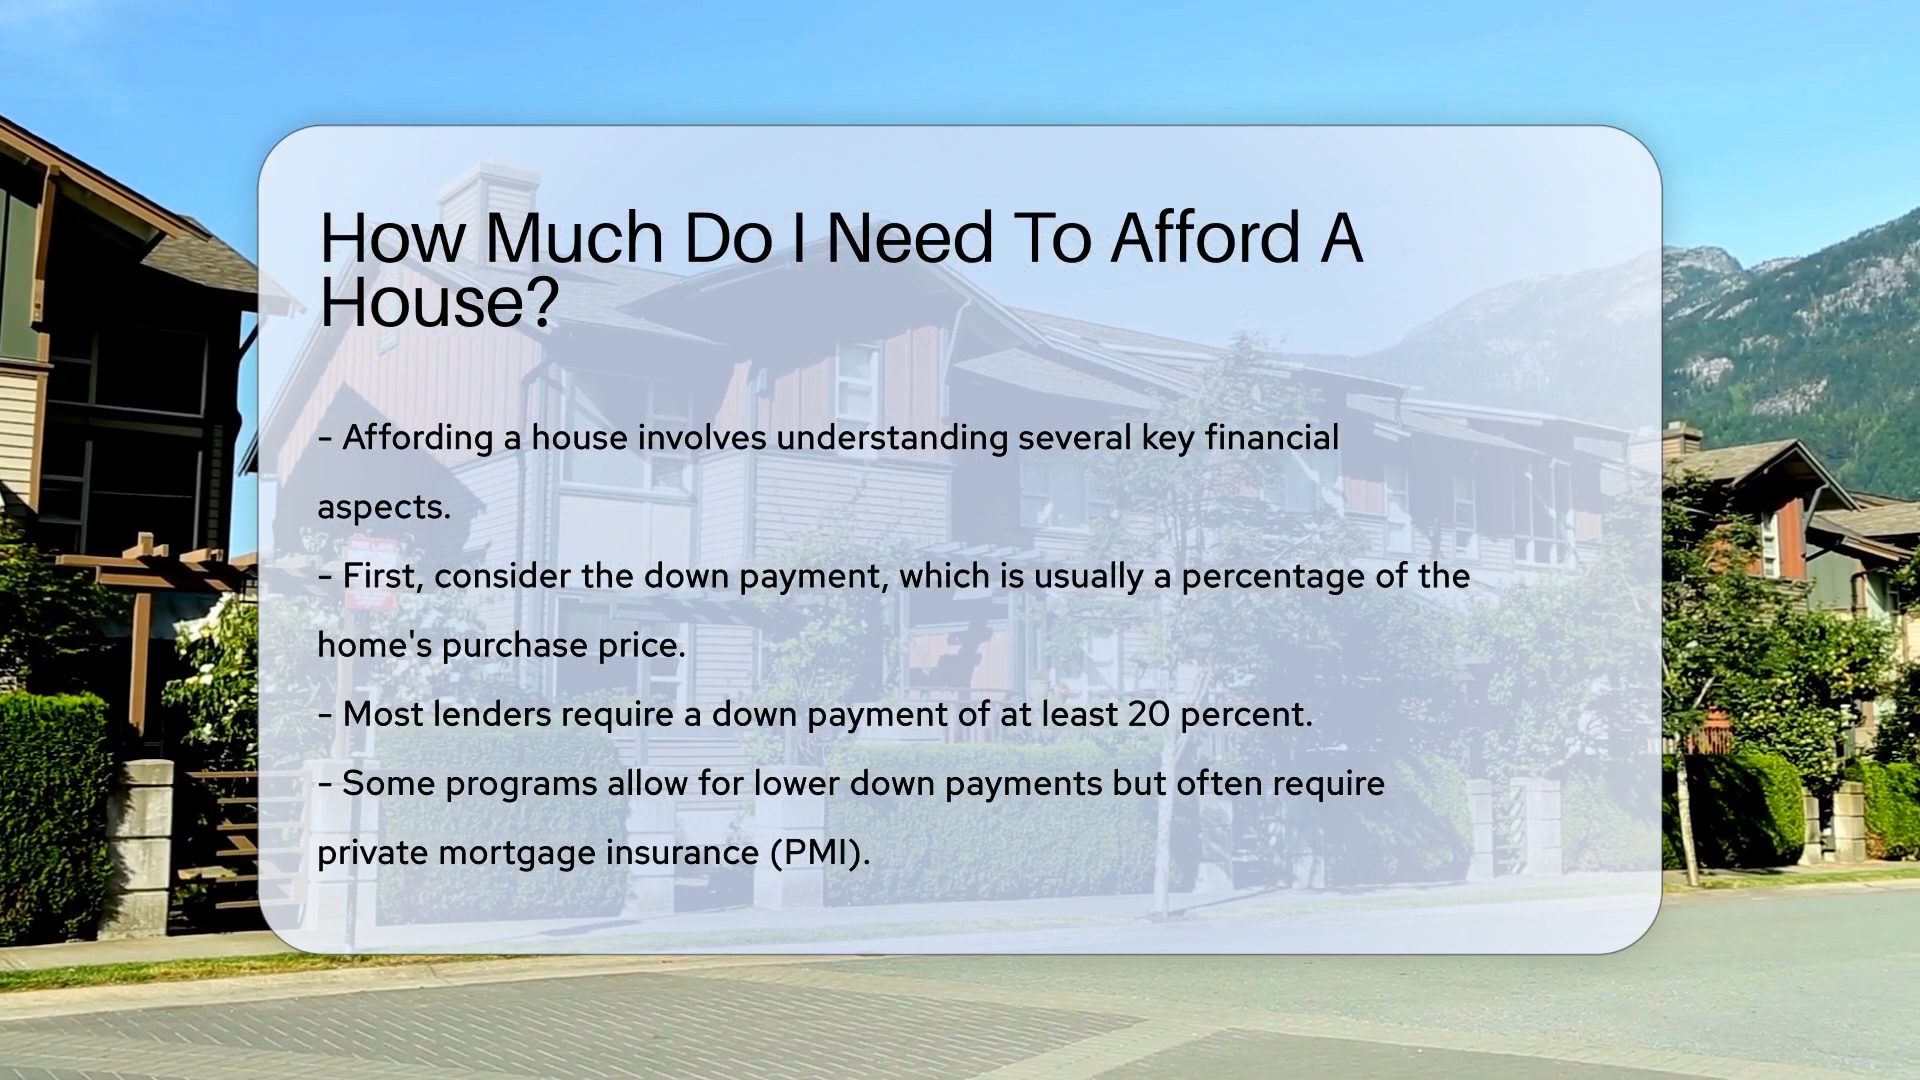 How Much Do I Need To Afford A
House?
- Affording a house involves understanding several key financial
aspects.
- First, consider the down payment, which is usually a percentage of the
home's purchase price.
- Most lenders require a down payment of at least 20 percent.
- Some programs allow for lower down payments but often require
private mortgage insurance (PMI).